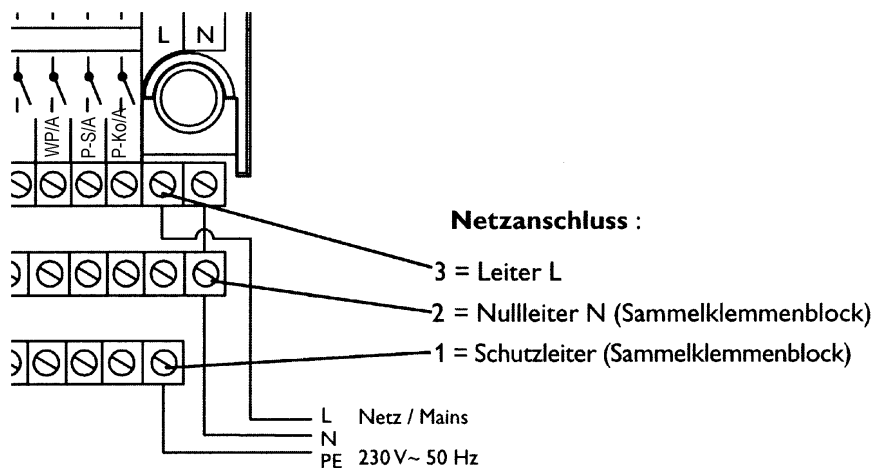 L N
WP/A
P-S/A
P-Ko/A
Netzanschluss :
3 = Leiter L
2 = Nullleiter N (Sammelklemmenblock)
1 = Schutzleiter (Sammelklemmenblock)
L Netz / Mains
N
PE 230 V~ 50 Hz